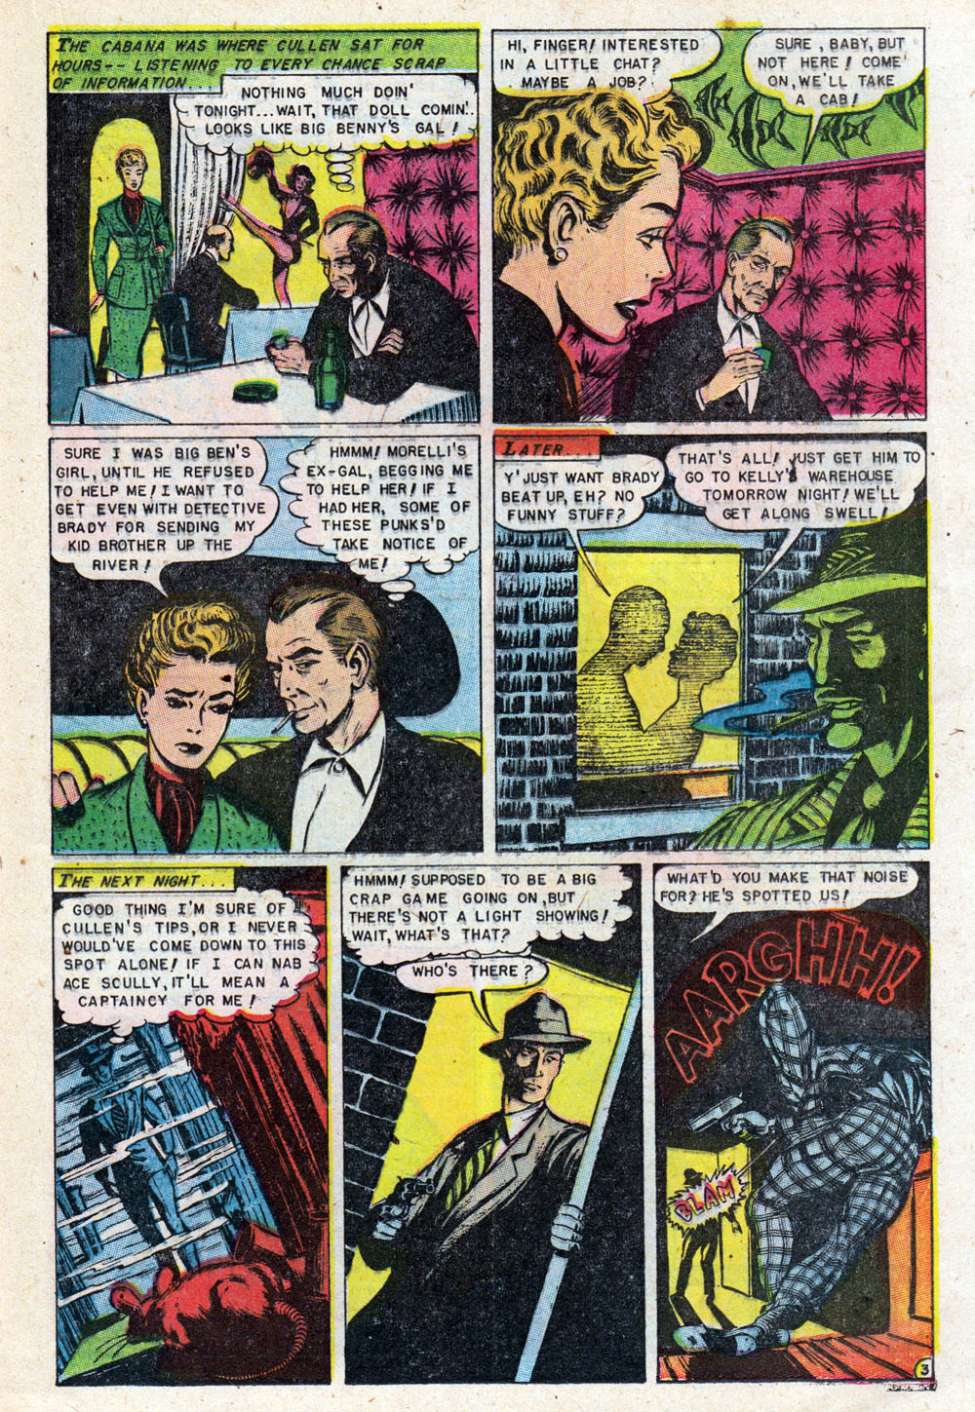 THE CABANA WAS WHERE CULLEN SAT FOR
HOURS-- LISTENING TO EVERY CHANCE SCRAP
OF INFORMATION...
NOTHING MUCH DOIN'
TONIGHT...WAIT, THAT DOLL COMIN'..
LOOKS LIKE BIG BENNY'S GAL!
HI, FINGER! INTERESTED
IN A LITTLE CHAT?
MAYBE A JOB?
SURE, BABY, BUT
NOT HERE! COME
ON, WE'LL TAKE
A CAB!
SURE I WAS BIG BEN'S
GIRL, UNTIL HE REFUSED
TO HELP ME! I WANT TO
GET EVEN WITH DETECTIVE
BRADY FOR SENDING MY
KID BROTHER UP THE
RIVER!
HMMM! MORELLI'S
EX-GAL, BEGGING ME
TO HELP HER! IF I
HAD HER, SOME OF
THESE PUNKS'D
TAKE NOTICE OF
ME!
LATER...
Y'JUST WANT BRADY
BEAT UP, EH? NO
FUNNY STUFF?
THAT'S ALL! JUST GET HIM TO
GO TO KELLY'S WAREHOUSE
TOMORROW NIGHT! WE'LL
GET ALONG SWELL!
THE NEXT NIGHT...
GOOD THING I'M SURE OF
CULLEN'S TIPS, OR I NEVER
WOULD'VE COME DOWN TO THIS
SPOT ALONE! IF I CAN NAB
ACE SCULLY, IT'LL MEAN A
CAPTAINCY FOR ME!
HMMM! SUPPOSED TO BE A BIG
CRAP GAME GOING ON, BUT
THERE'S NOT A LIGHT SHOWING!
WAIT, WHAT'S THAT?
WHO'S THERE?
WHAT'D YOU MAKE THAT NOISE
FOR? HE'S SPOTTED US!
AARGHH!
BLAM
3